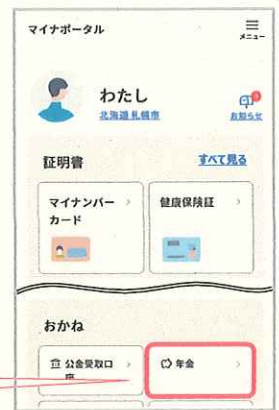 マイナポータル
メニュー
わたし
北海道札幌市
お知らせ
証明書
すべて見る
マイナンバー
カード
健康保険証
おかね
公金受取口
座
年金